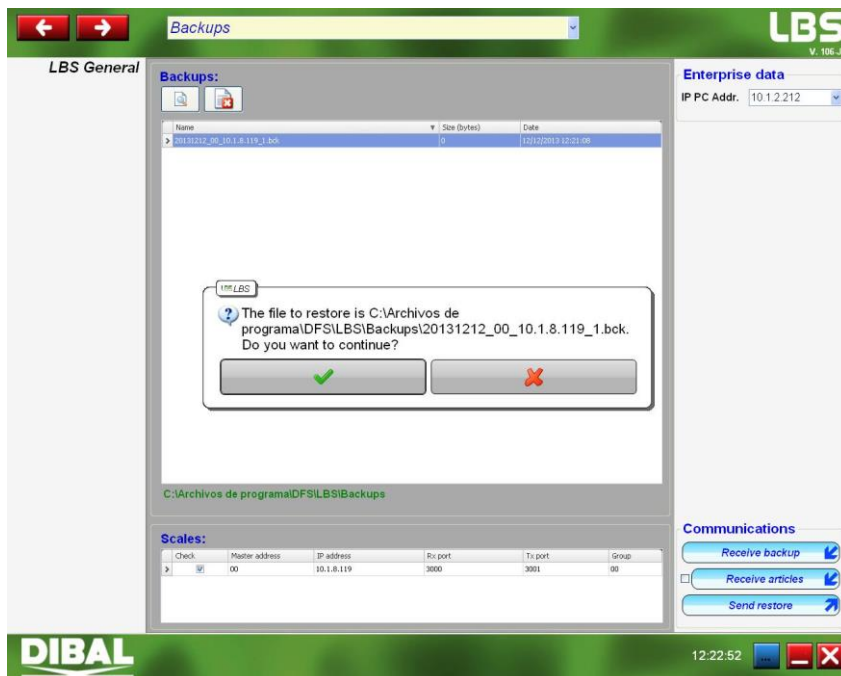 Backups
LBS
V. 106-J
LBS General
Backups:
Name Size (bytes) Date
20131212_00_10.1.8.119_1.bck 0 12/12/2013 12:21:08
LBS LBS
The file to restore is C:\Archivos de
programa\DFS\LBS\Backups\20131212_00_10.1.8.119_1.bck.
Do you want to continue?
C:\Archivos de programa\DFS\LBS\Backups
Scales:
Check Master address IP address Rx port Tx port Group
00 10.1.8.119 3000 3001 00
Enterprise data
IP PC Addr. 10.1.2.212
Communications
Receive backup
Receive articles
Send restore
DIBAL
12:22:52 ...